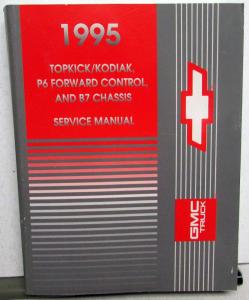 1995
TOPKICK/KODIAK,
P6 FORWARD CONTROL,
AND B7 CHASSIS
SERVICE MANUAL
GMC
TRUCK